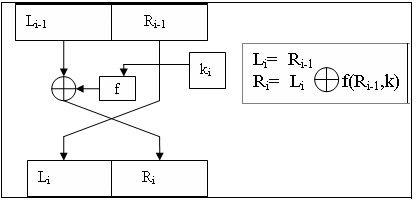 Li-1 Ri-1
ki
f
Li Ri
Li= Ri-1
Ri= Li ⊕f(Ri-1,k)